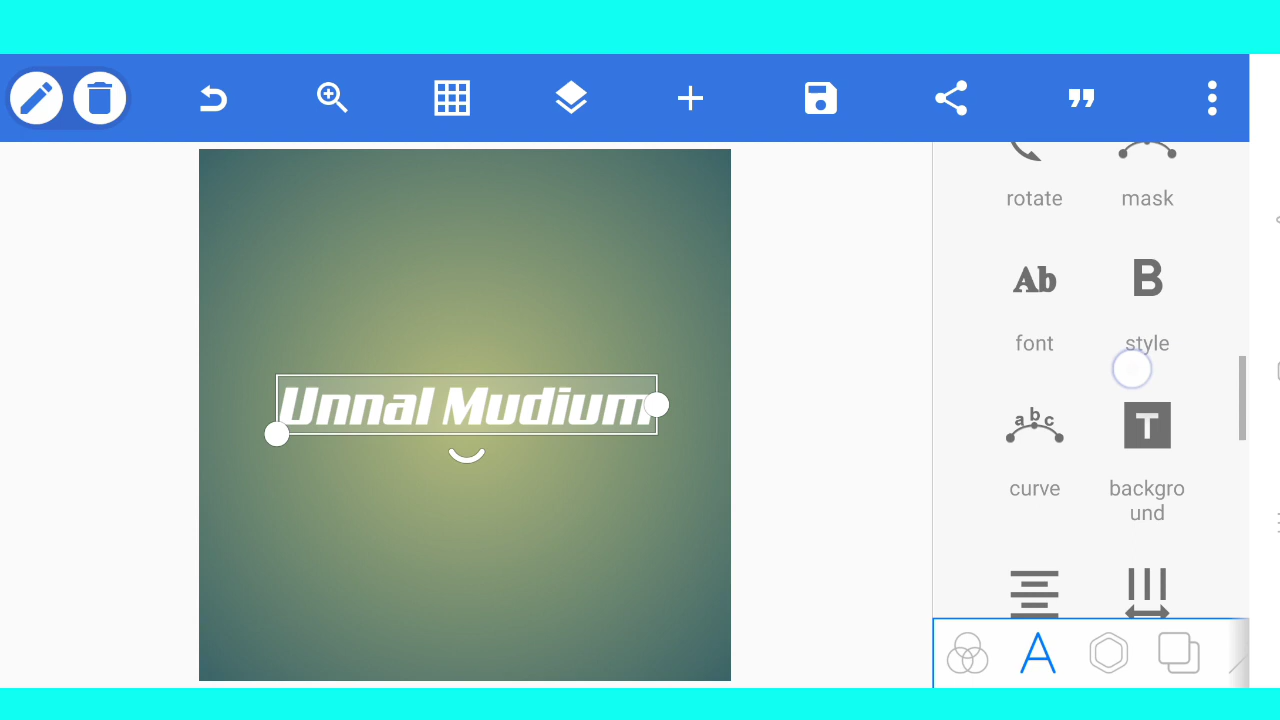 rotate
mask
Ab
font
B
style
abc
curve
T
backgro
und
Unnal Mudium